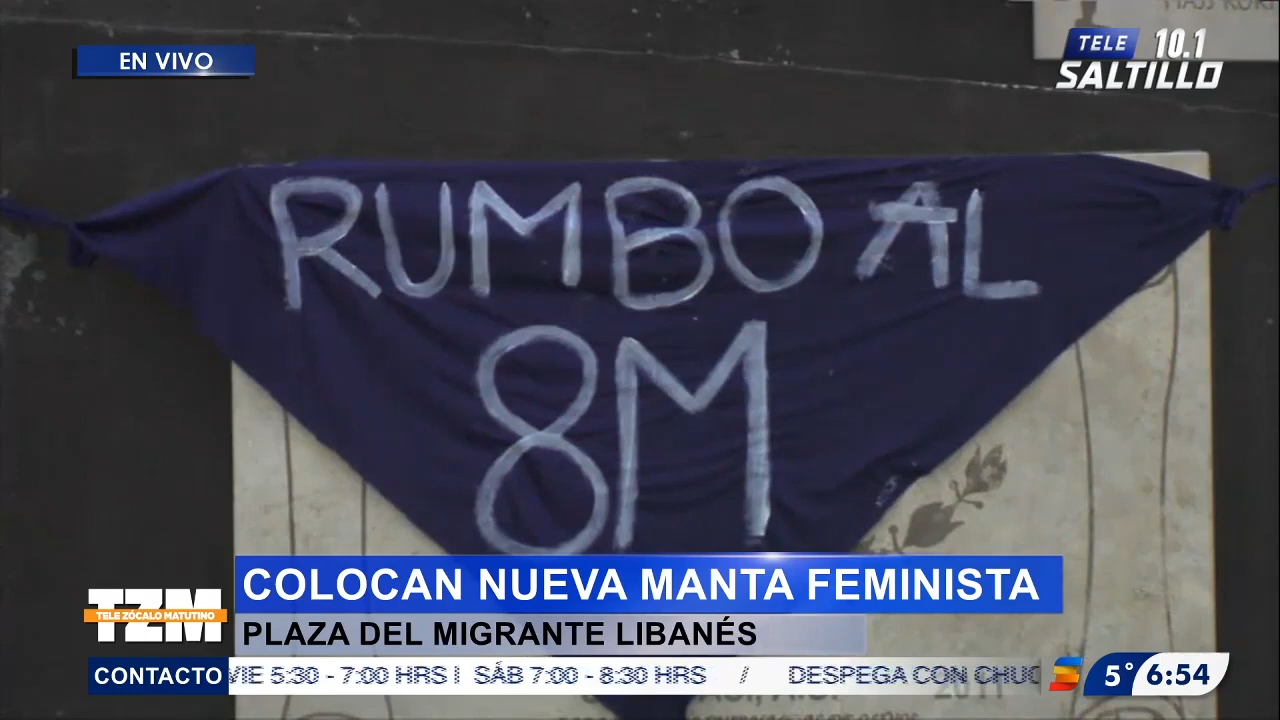 EN VIVO
TELE 10.1
SALTILLO
RUMBO AL
8M
COLOCAN NUEVA MANTA FEMINISTA
TZM
TELE ZÓCALO MATUTINO
PLAZA DEL MIGRANTE LIBANÉS
CONTACTO VIE 5:30 - 7:00 HRS | SÁB 7:00 - 8:30 HRS / DESPEGA CON
5° 6:54